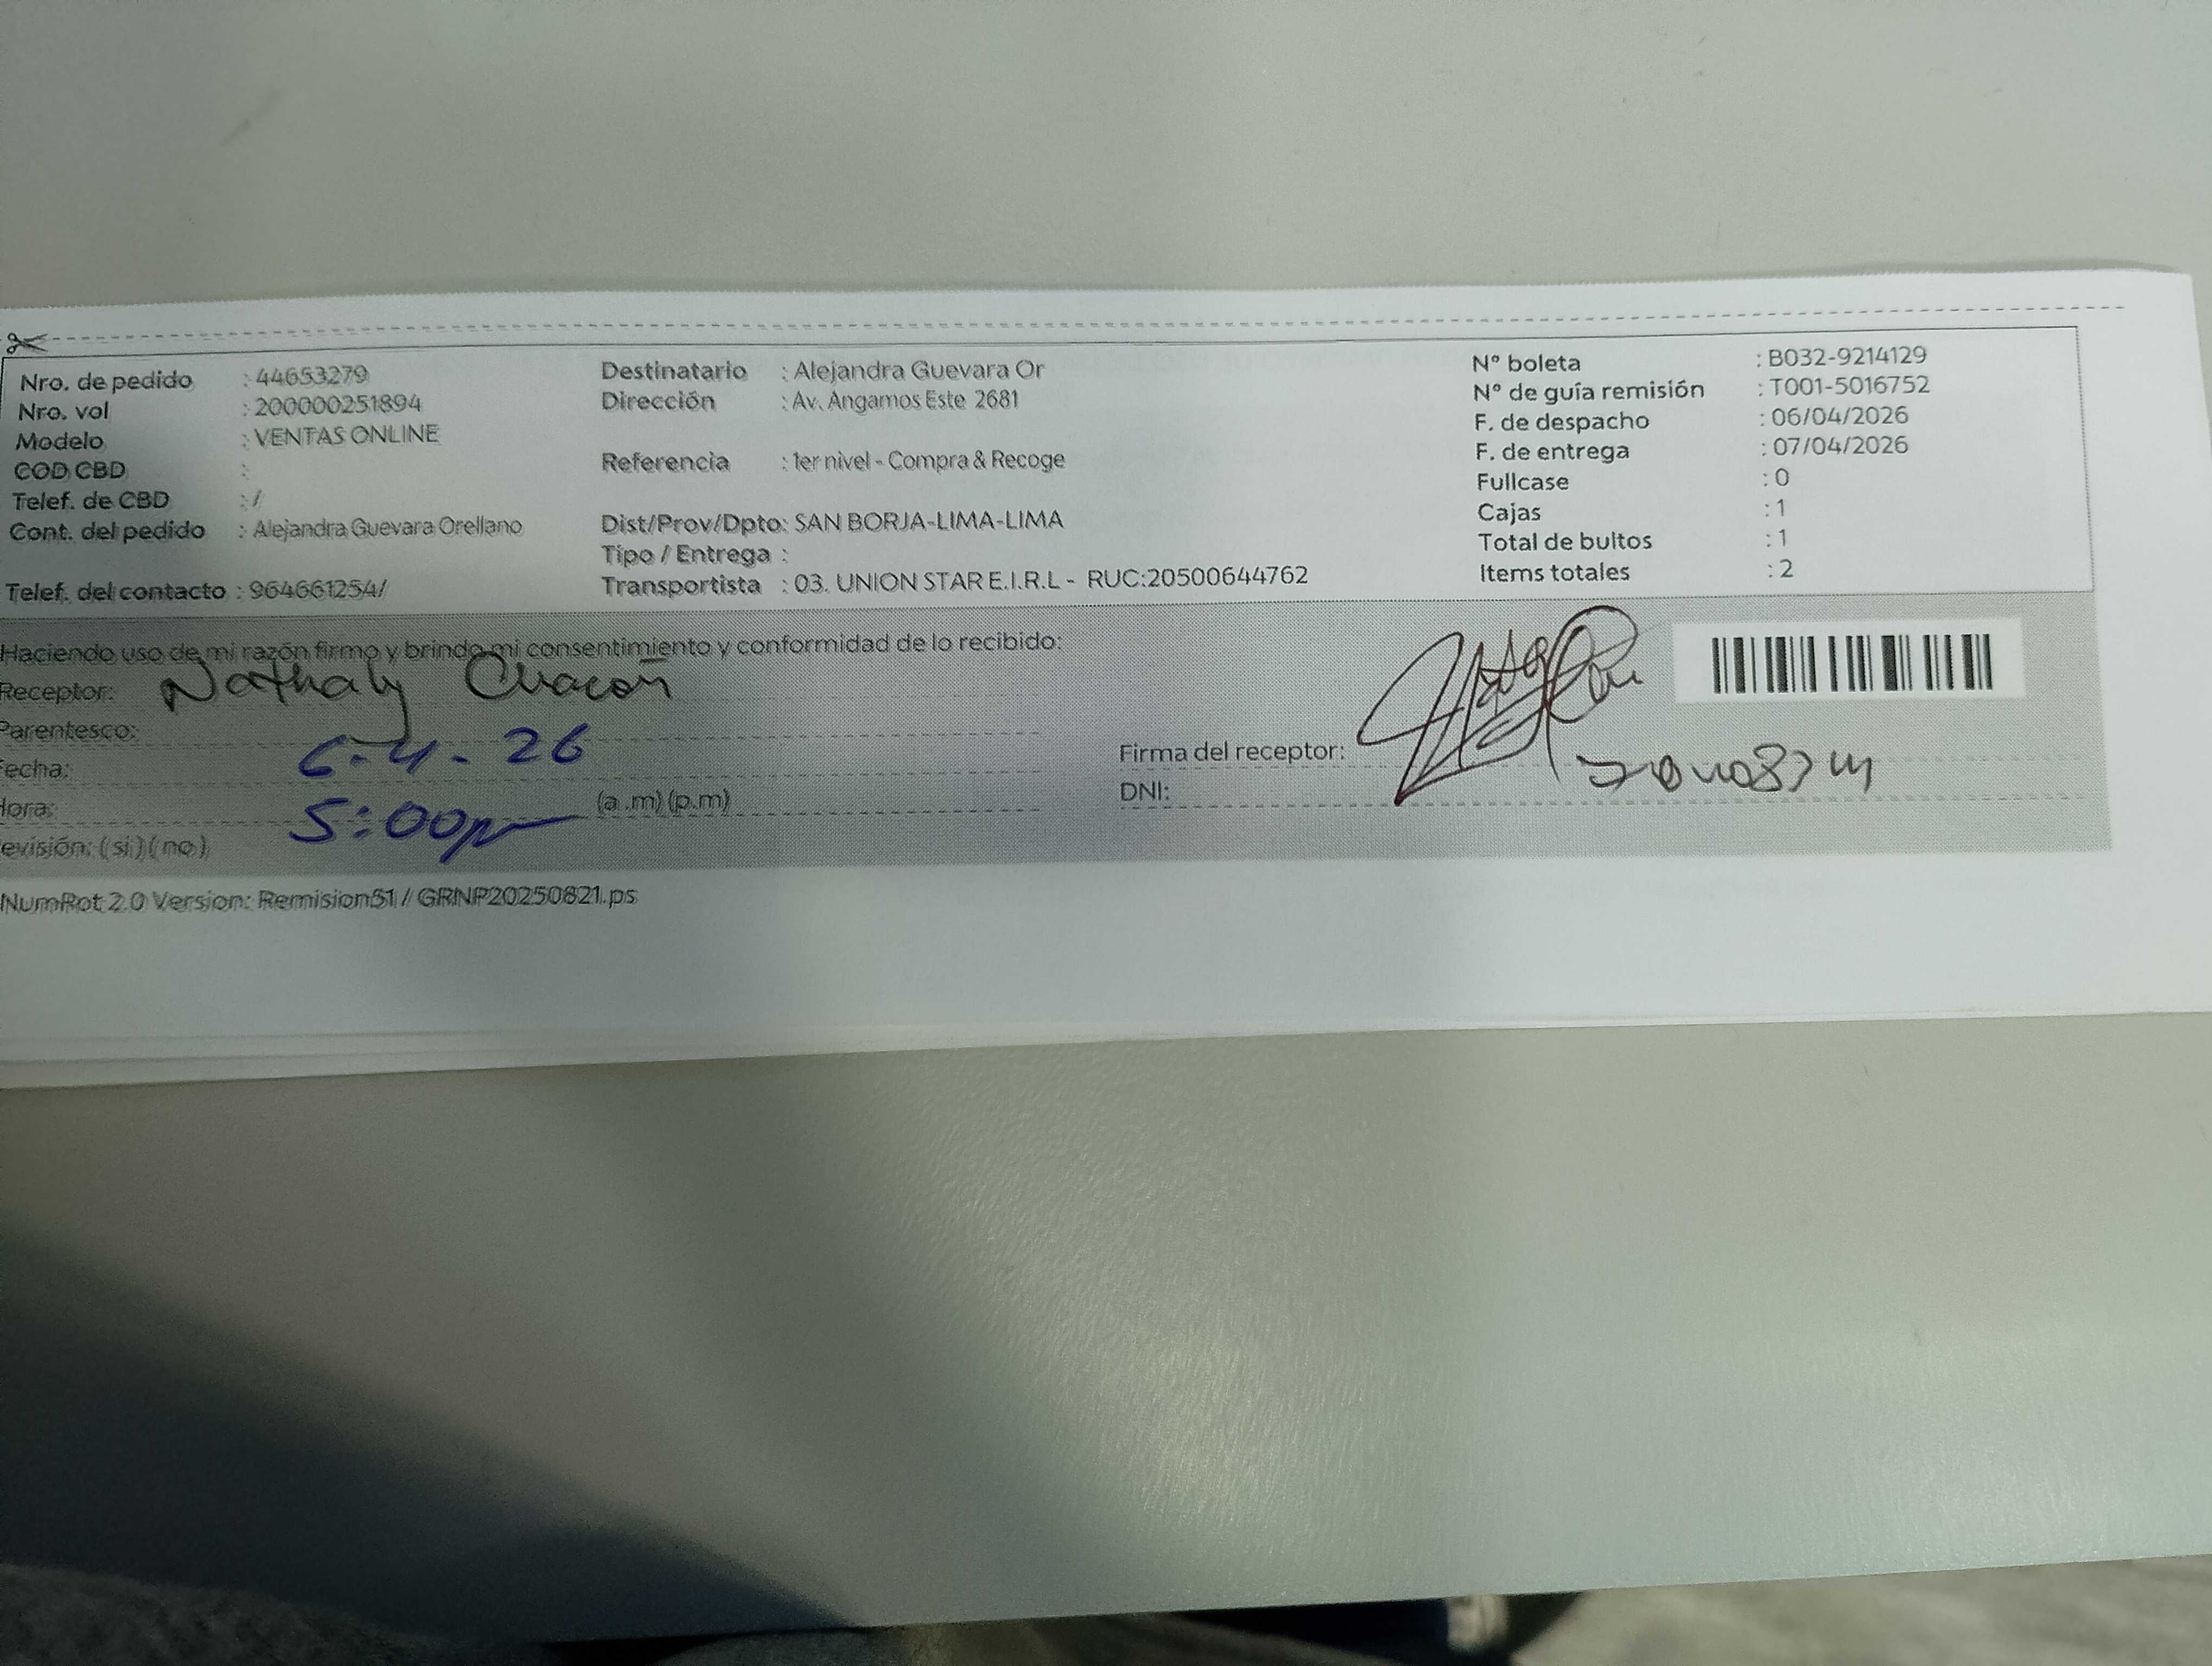 Nro. de pedido : 44653279
Nro. vol : 200000251894
Modelo : VENTAS ONLINE
COD CBD :
Telef. de CBD : /
Cont. del pedido : Alejandra Guevara Orellano
Telef. del contacto : 964661254/
Destinatario : Alejandra Guevara Or
Dirección : Av. Angamos Este 2681
Referencia : 1er nivel - Compra & Recoge
Dist/Prov/Dpto: SAN BORJA-LIMA-LIMA
Tipo / Entrega :
Transportista : 03. UNION STAR E.I.R.L - RUC:20500644762
Nº boleta : B032-9214129
Nº de guía remisión : T001-5016752
F. de despacho : 06/04/2026
F. de entrega : 07/04/2026
Fullcase : 0
Cajas : 1
Total de bultos : 1
Items totales : 2
Haciendo uso de mi razón firmo y brindo mi consentimiento y conformidad de lo recibido:
Receptor: Nathaly Chacon
Parentesco:
Fecha: 6-4-26
Hora: 5:00pm (a .m) (p.m)
evisión: ( si ) ( no )
Firma del receptor:
DNI:
NumRot 2.0 Version: Remision51 / GRNP20250821.ps